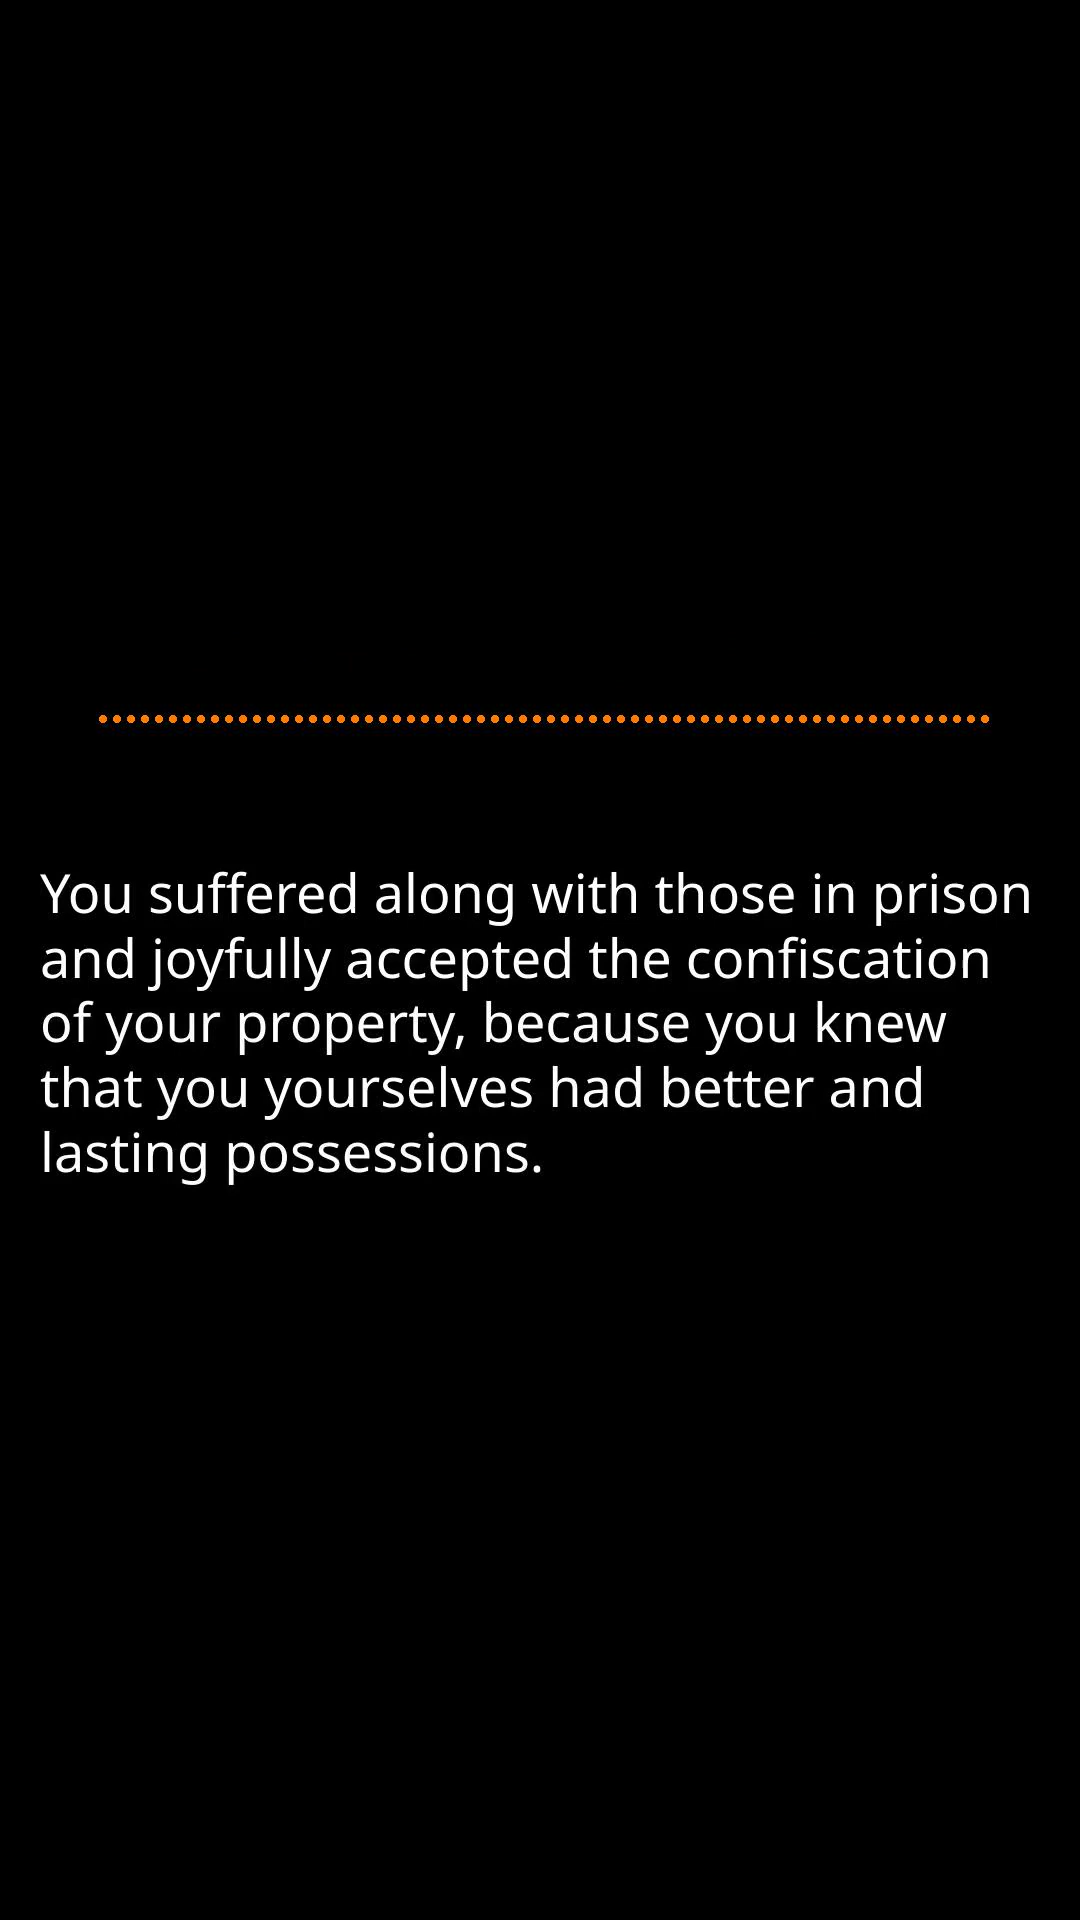 You suffered along with those in prison
and joyfully accepted the confiscation
of your property, because you knew
that you yourselves had better and
lasting possessions.